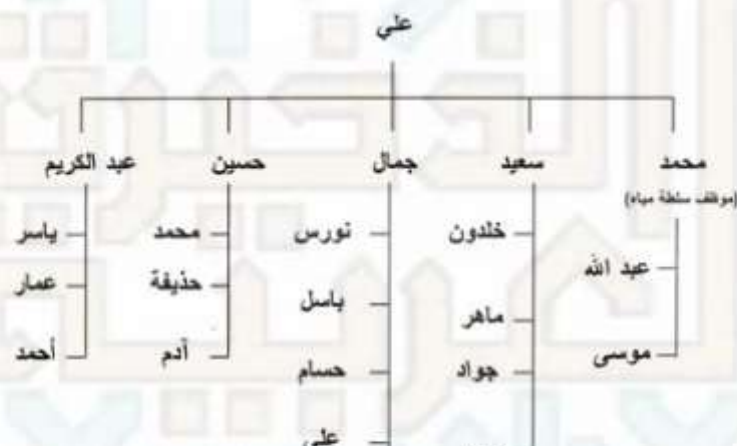 علي
محمد سعيد جمال حسين عبد الكريم
(موظف سلطة مياه)
خلدون نورس محمد ياسر
عبد الله
حذيفة عمار
باسل
ماهر
موسى
آدم أحمد
جواد حسام
علي